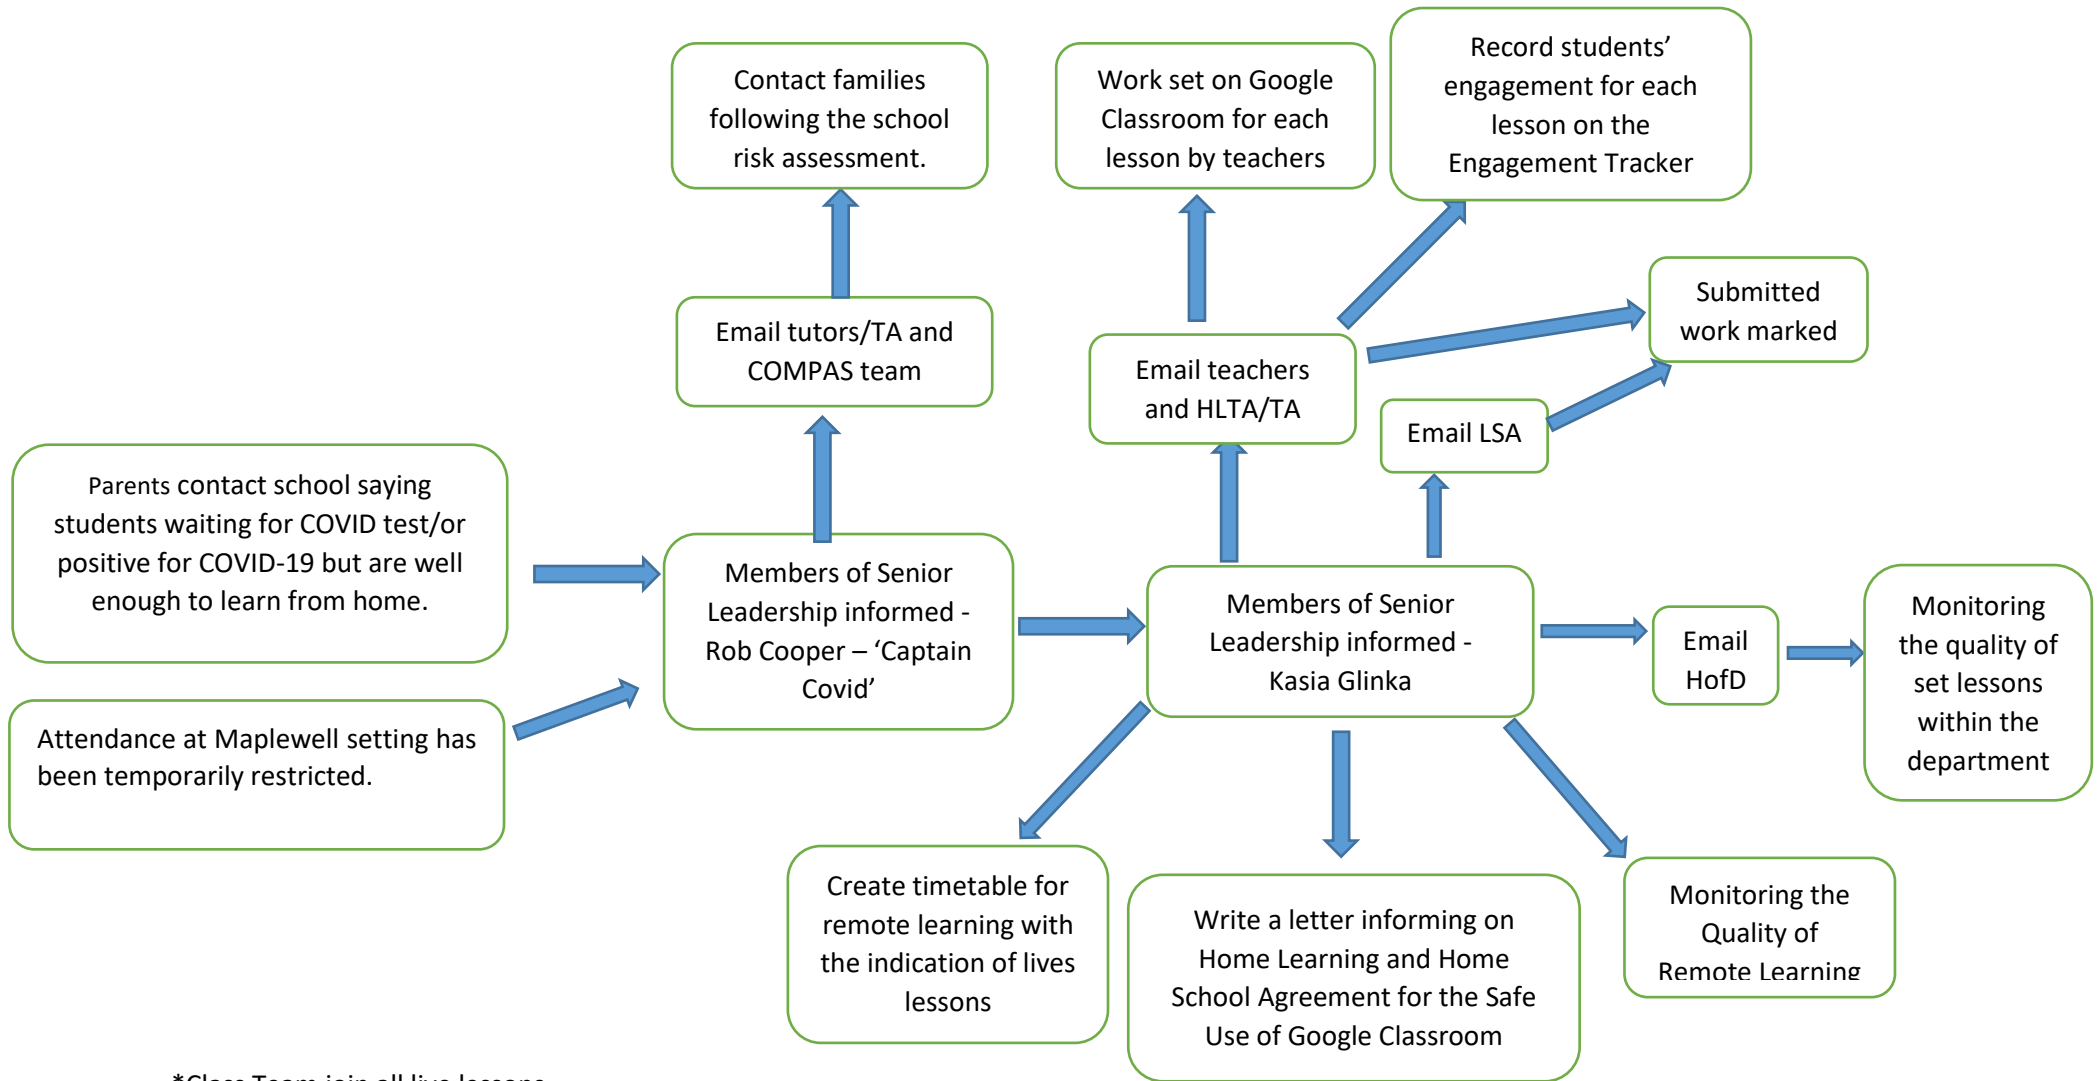 Contact families
following the school
risk assessment.
Work set on Google
Classroom for each
lesson by teachers
Record students’
engagement for each
lesson on the
Engagement Tracker
Submitted
work marked
Email tutors/TA and
COMPAS team
Email teachers
and HLTA/TA
Email LSA
Parents contact school saying
students waiting for COVID test/or
positive for COVID-19 but are well
enough to learn from home.
Members of Senior
Leadership informed -
Rob Cooper – ‘Captain
Covid’
Members of Senior
Leadership informed -
Kasia Glinka
Email
HofD
Monitoring
the quality of
set lessons
within the
department
Attendance at Maplewell setting has
been temporarily restricted.
Create timetable for
remote learning with
the indication of lives
lessons
Write a letter informing on
Home Learning and Home
School Agreement for the Safe
Use of Google Classroom
Monitoring the
Quality of
Remote Learning
*Class Team join all live lessons